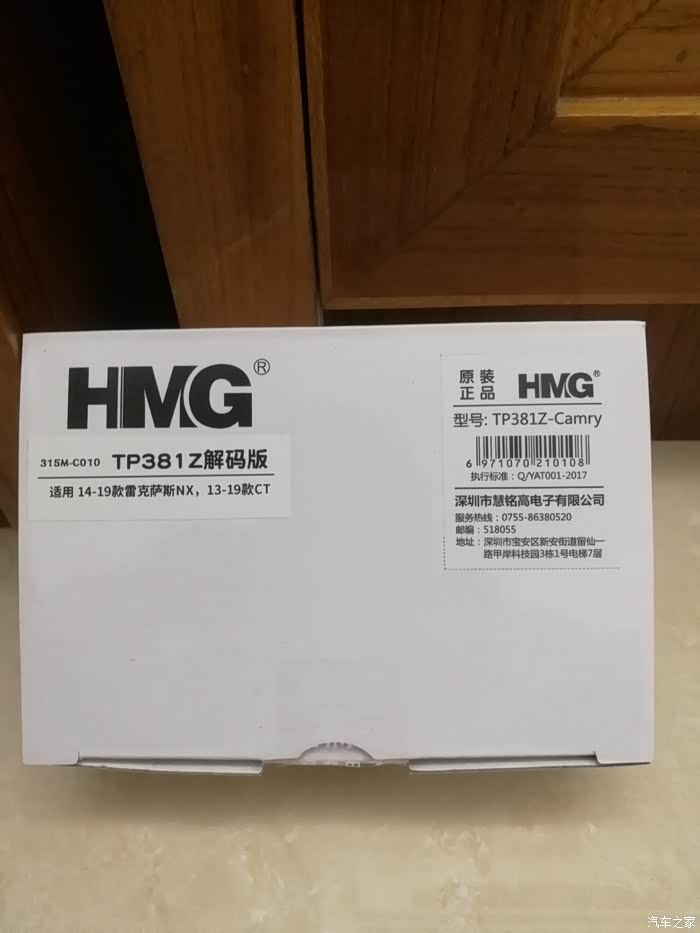 HMG®
315M-C010 TP381Z解码版
适用 14-19款雷克萨斯NX，13-19款CT
原装正品 HMG®
型号: TP381Z-Camry
6 971070 210108
执行标准: Q/YAT001-2017
深圳市慧铭高电子有限公司
服务热线：0755-86380520
邮编：518055
地址：深圳市宝安区新安街道留仙一
路甲岸科技园3栋1号电梯7层
汽车之家